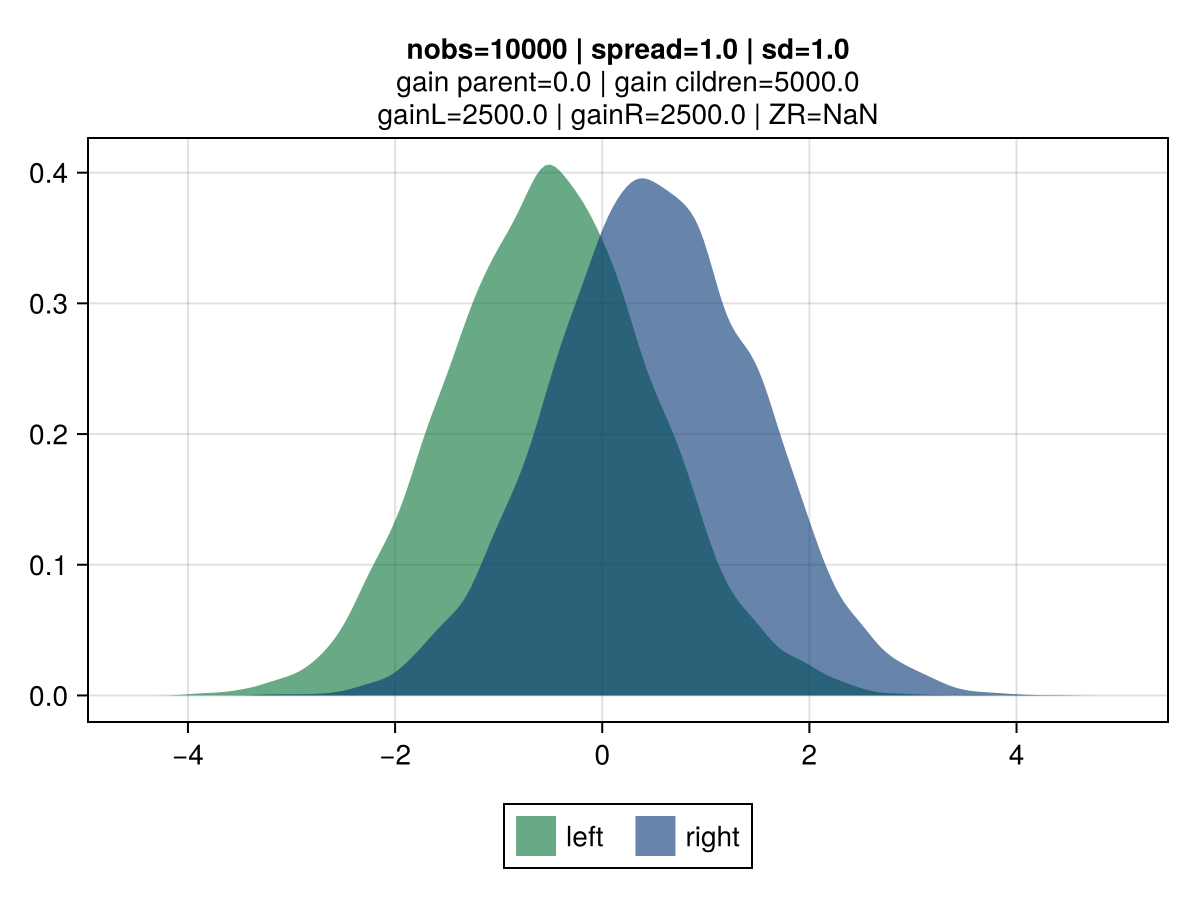 nobs=10000 | spread=1.0 | sd=1.0
gain parent=0.0 | gain cildren=5000.0
gainL=2500.0 | gainR=2500.0 | ZR=NaN
0.4
0.3
0.2
0.1
0.0
−4 −2 0 2 4
left right